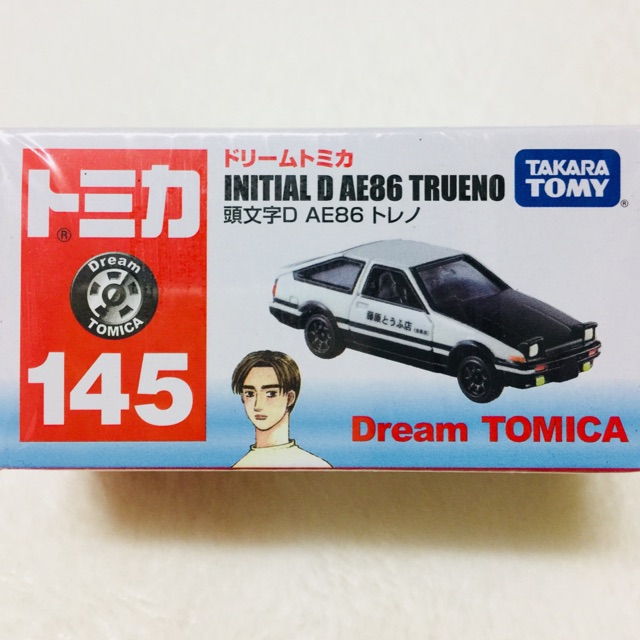 トミカ
®
Dream
TOMICA
145
ドリームトミカ
INITIAL D AE86 TRUENO
頭文字D AE86 トレノ
TAKARA
TOMY
®
藤原とうふ店
Dream TOMICA